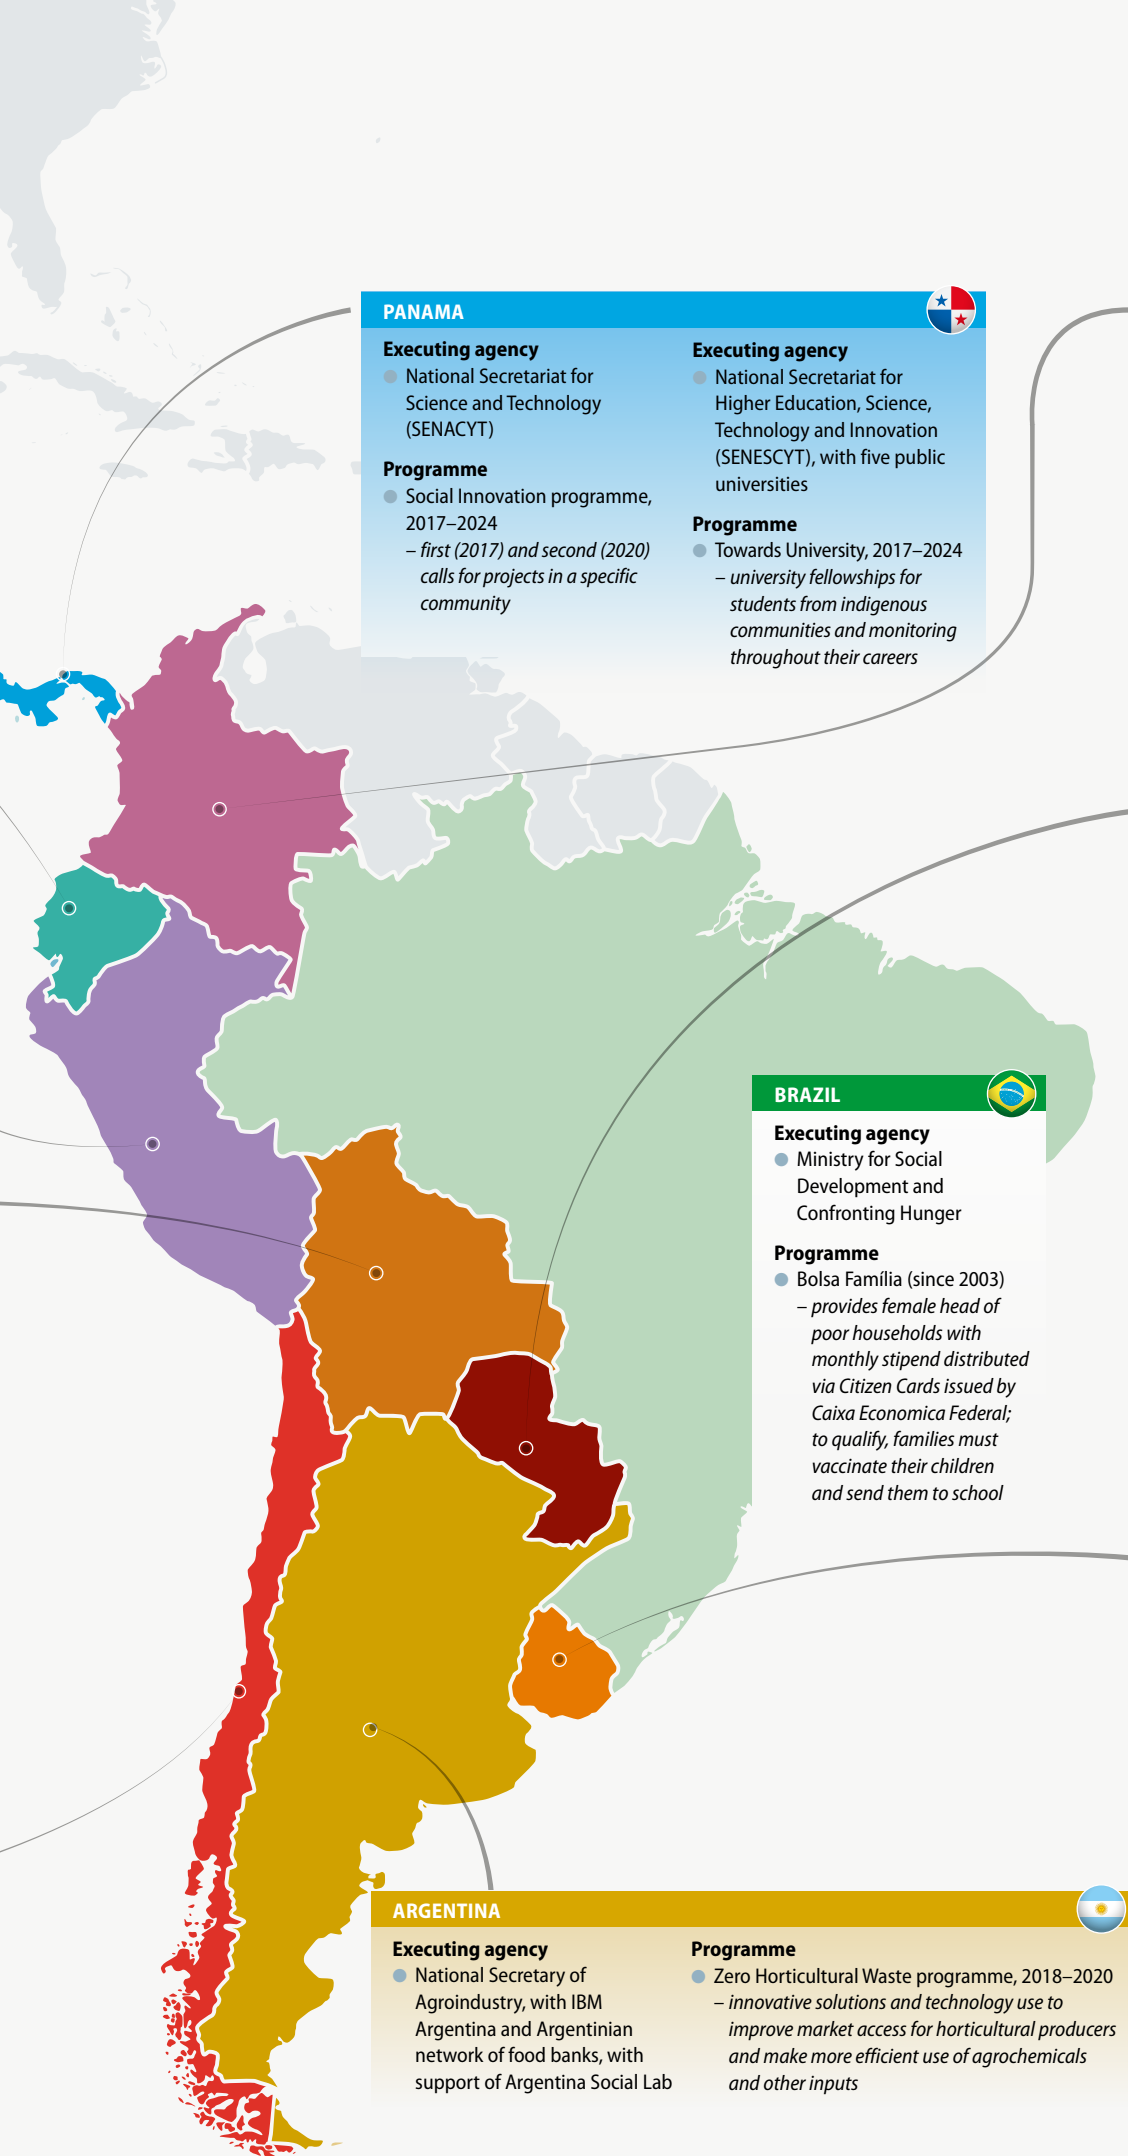 PANAMA
Executing agency
National Secretariat for
Science and Technology
(SENACYT)
Programme
Social Innovation programme,
2017–2024
– first (2017) and second (2020)
calls for projects in a specific
community
Executing agency
National Secretariat for
Higher Education, Science,
Technology and Innovation
(SENESCYT), with five public
universities
Programme
Towards University, 2017–2024
– university fellowships for
students from indigenous
communities and monitoring
throughout their careers
BRAZIL
Executing agency
Ministry for Social
Development and
Confronting Hunger
Programme
Bolsa Família (since 2003)
– provides female head of
poor households with
monthly stipend distributed
via Citizen Cards issued by
Caixa Economica Federal;
to qualify, families must
vaccinate their children
and send them to school
ARGENTINA
Executing agency
National Secretary of
Agroindustry, with IBM
Argentina and Argentinian
network of food banks, with
support of Argentina Social Lab
Programme
Zero Horticultural Waste programme, 2018–2020
– innovative solutions and technology use to
improve market access for horticultural producers
and make more efficient use of agrochemicals
and other inputs